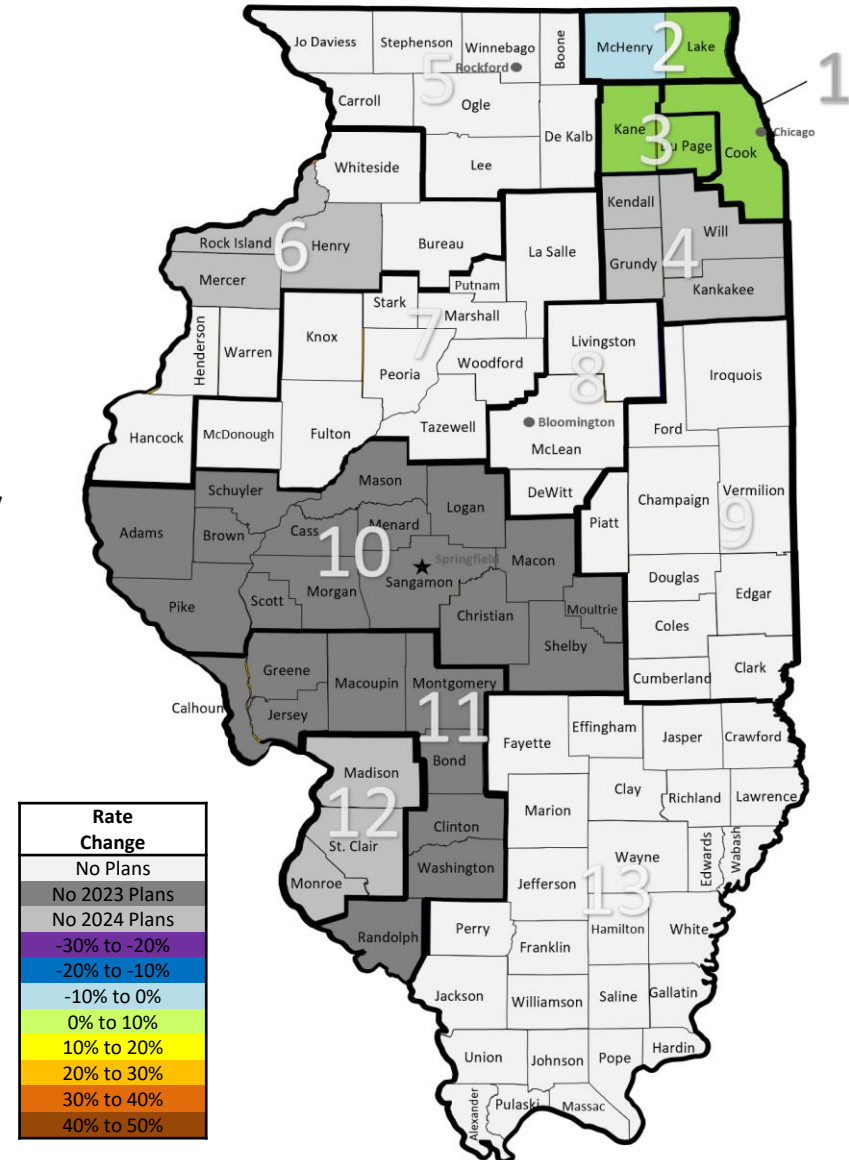 Jo Daviess
Stephenson
Winnebago
Boone
McHenry
Lake
2
1
5
Rockford
Carroll
Ogle
De Kalb
Kane
3
Du Page
Cook
Chicago
Whiteside
Lee
Kendall
Rock Island
6
Henry
Bureau
La Salle
Will
4
Grundy
Mercer
Putnam
Kankakee
Stark
Marshall
Henderson
Warren
Knox
7
Livingston
Woodford
Peoria
8
Iroquois
Hancock
McDonough
Fulton
Tazewell
Bloomington
McLean
Ford
Mason
Schuyler
Logan
DeWitt
Champaign
Vermilion
9
Piatt
Adams
Brown
Cass
Menard
10
Springfield
Macon
Sangamon
Douglas
Edgar
Pike
Scott
Morgan
Christian
Moultrie
Coles
Shelby
Greene
Macoupin
Montgomery
Cumberland
Clark
Calhoun
Jersey
11
Effingham
Fayette
Jasper
Crawford
Bond
Madison
12
Clay
Richland
Lawrence
Marion
Clinton
St. Clair
Wayne
Edwards
Wabash
Washington
Monroe
Jefferson
13
Randolph
Perry
Hamilton
White
Franklin
Jackson
Williamson
Saline
Gallatin
Union
Johnson
Pope
Hardin
Alexander
Pulaski
Massac
Rate
Change
No Plans
No 2023 Plans
No 2024 Plans
-30% to -20%
-20% to -10%
-10% to 0%
0% to 10%
10% to 20%
20% to 30%
30% to 40%
40% to 50%